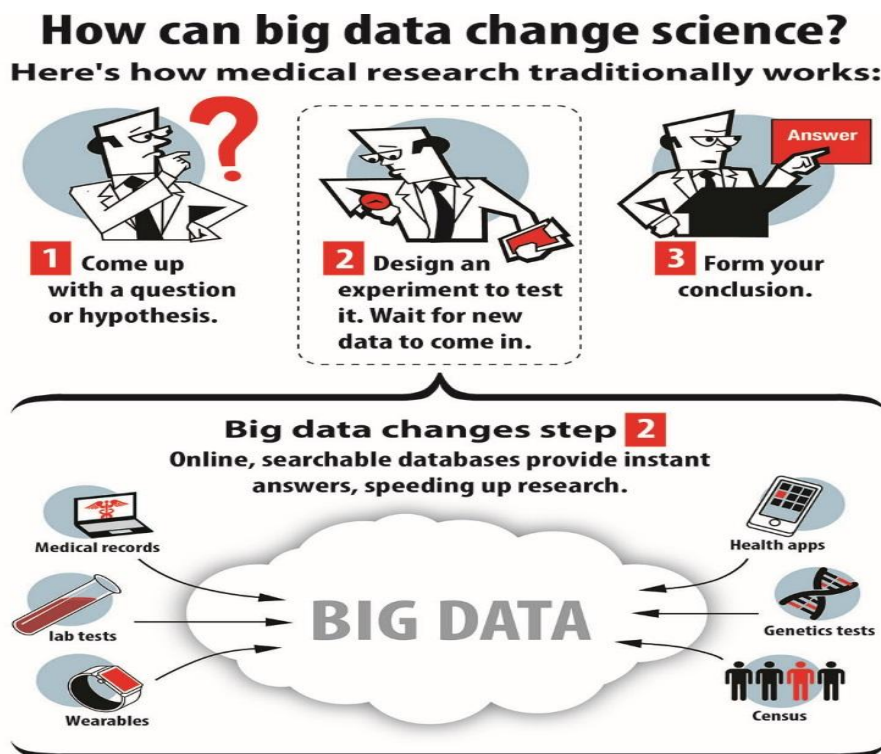 How can big data change science?
Here's how medical research traditionally works:
?
Answer
1 Come up
with a question
or hypothesis.
2 Design an
experiment to test
it. Wait for new
data to come in.
3 Form your
conclusion.
Big data changes step 2
Online, searchable databases provide instant
answers, speeding up research.
Medical records
lab tests
Wearables
BIG DATA
Health apps
Genetics tests
Census